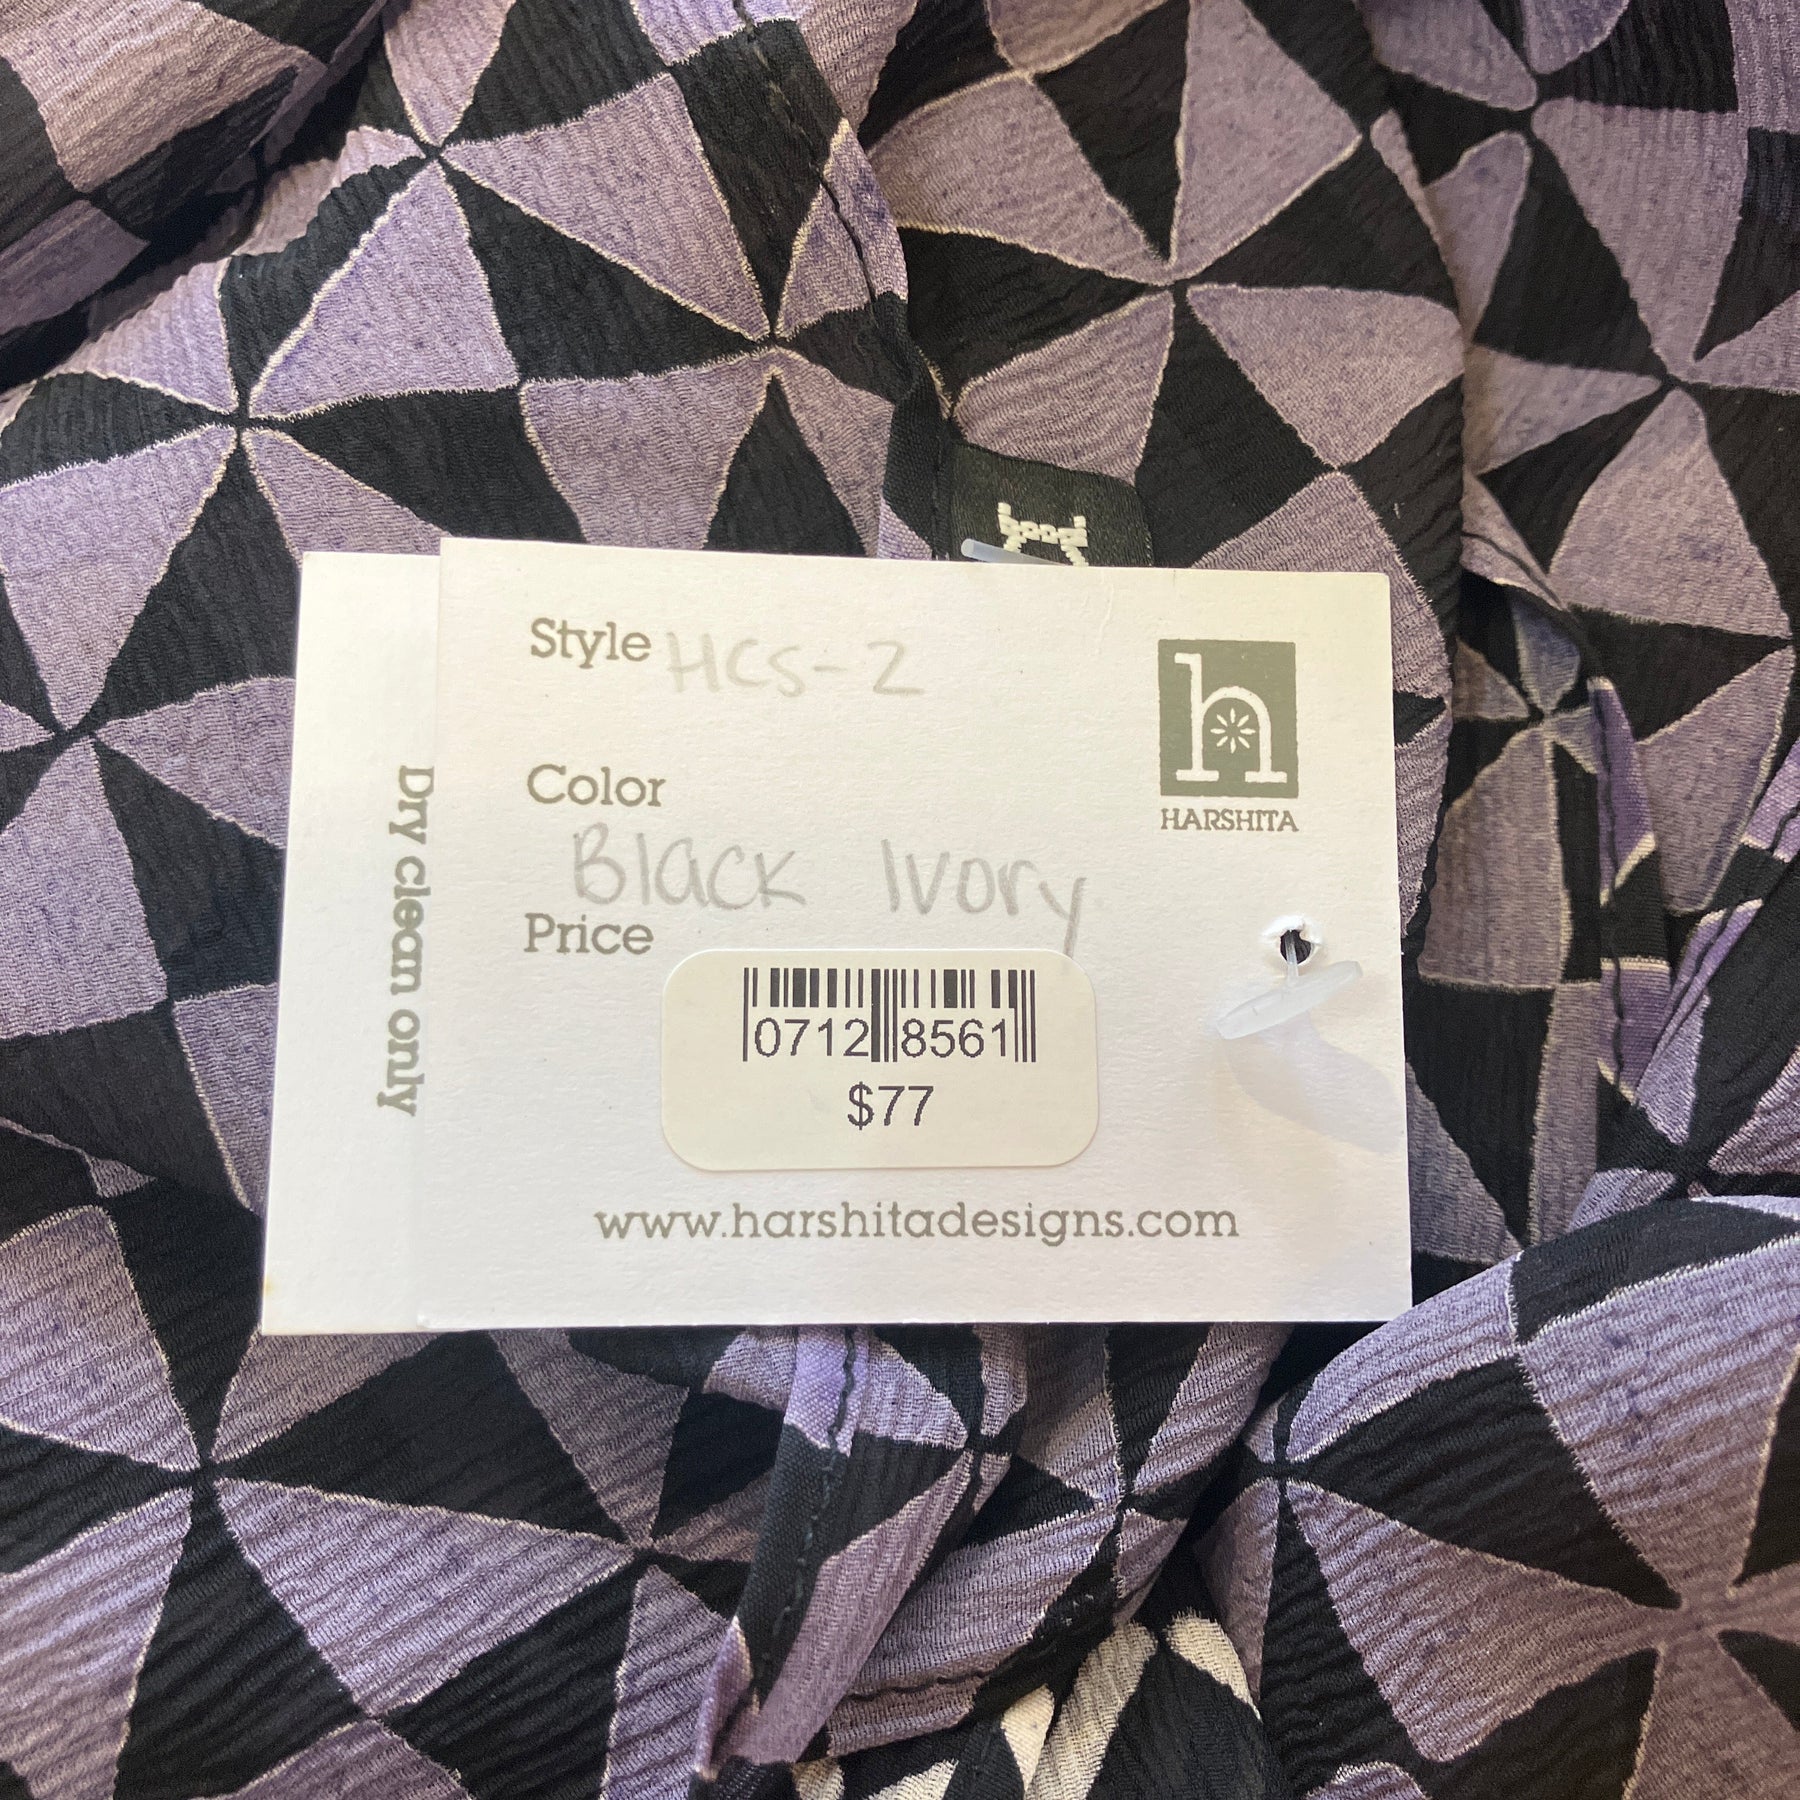 Style HCS-2
h
HARSHITA
Color
Black Ivory
Price
0712 8561
$77
www.harshitadesigns.com
Dry clean only